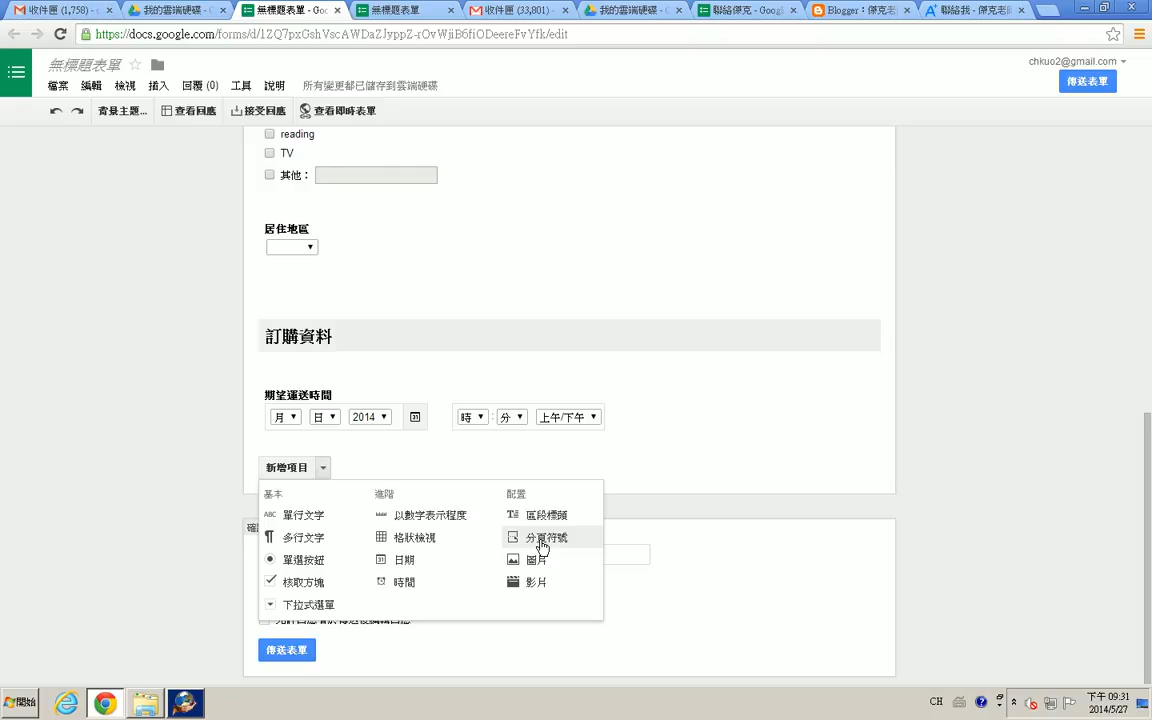 收件匣 (1,758) -
我的雲端硬碟 -
無標題表單 - Goo
無標題表單
收件匣 (33,801) -
我的雲端硬碟 -
聯絡傑克 - Googl
Blogger：傑克老
聯絡我 - 傑克老
https://docs.google.com/forms/d/1ZQ7pxGshVscAWDaZJyppZ-rOvWjiB6fiODeereFvYfk/edit
無標題表單
chkuo2@gmail.com
檔案 編輯 檢視 插入 回覆 (0) 工具 說明 所有變更都已儲存到雲端硬碟
傳送表單
背景主題... 查看回應 接受回應 查看即時表單
reading
TV
其他：
居住地區
訂購資料
期望運送時間
月 日 2014 31 時 : 分 上午/下午
新增項目
基本 進階 配置
ABC 單行文字 以數字表示程度 Tт 區段標頭
多行文字 格狀檢視 分頁符號
單選按鈕 31 日期 圖片
核取方塊 時間 影片
下拉式選單
傳送表單
開始
CH
下午 09:31
2014/5/27